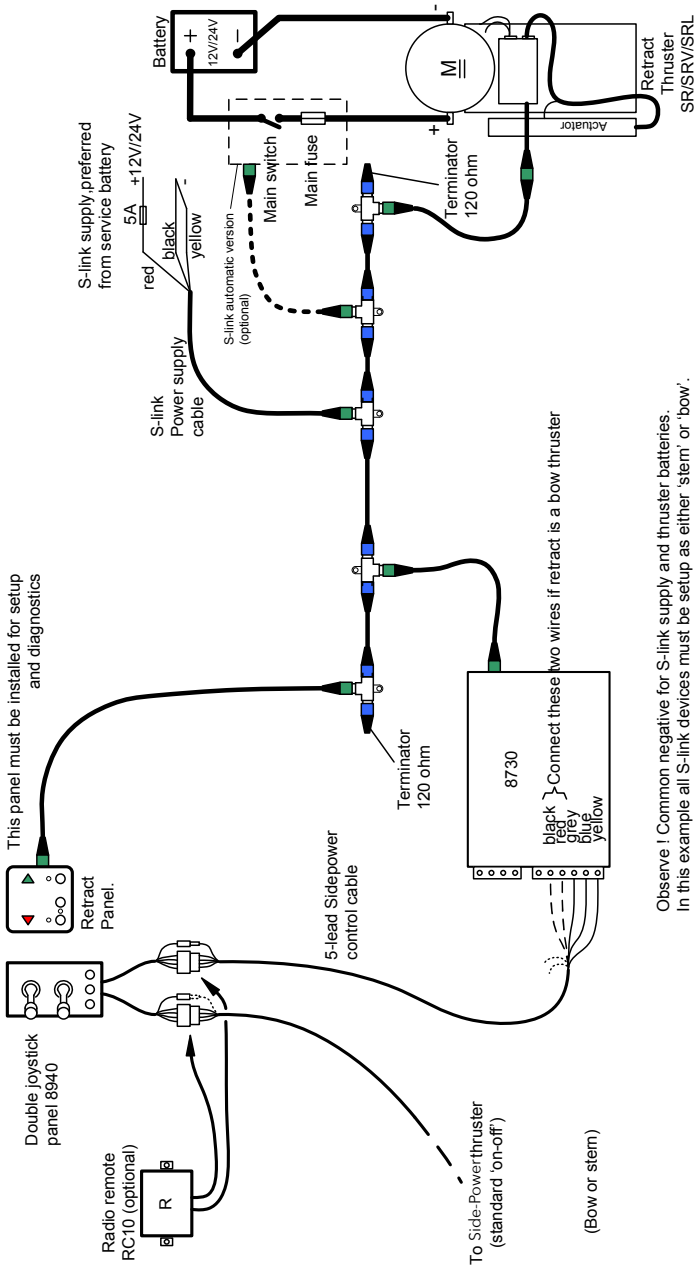 This panel must be installed for setup
and diagnostics
Double joystick
panel 8940
Retract
Panel.
Radio remote
RC10 (optional)
R
5-lead Sidepower
control cable
To Side-Powerthruster
(standard 'on-off')
(Bow or stern)
Terminator
120 ohm
8730
black
red
grey
blue
yellow
Connect these two wires if retract is a bow thruster
S-link
Power supply
cable
S-link supply,preferred
from service battery
red
5A
+12V/24V
black
yellow
-
S-link automatic version
(optional)
Main switch
Main fuse
Battery
+
12V/24V
-
+
-
M
Actuator
Retract
Thruster
SR/SRV/SRL
Terminator
120 ohm
Observe ! Common negative for S-link supply and thruster batteries.
In this example all S-link devices must be setup as either 'stern' or 'bow'.